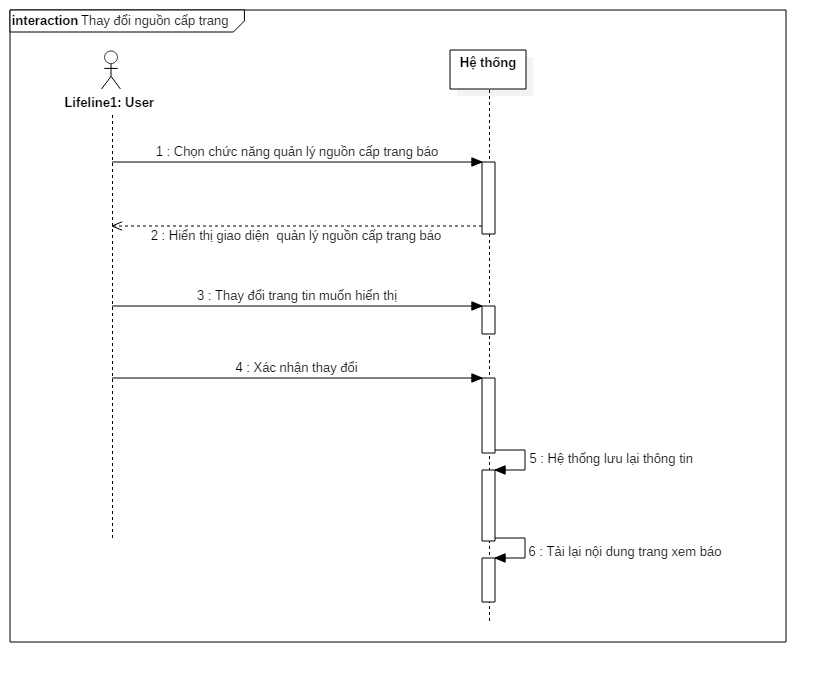 interaction Thay đổi nguồn cấp trang
Hệ thống
Lifeline1: User
1 : Chọn chức năng quản lý nguồn cấp trang báo
2 : Hiển thị giao diện  quản lý nguồn cấp trang báo
3 : Thay đổi trang tin muốn hiển thị
4 : Xác nhận thay đổi
5 : Hệ thống lưu lại thông tin
6 : Tải lại nội dung trang xem báo